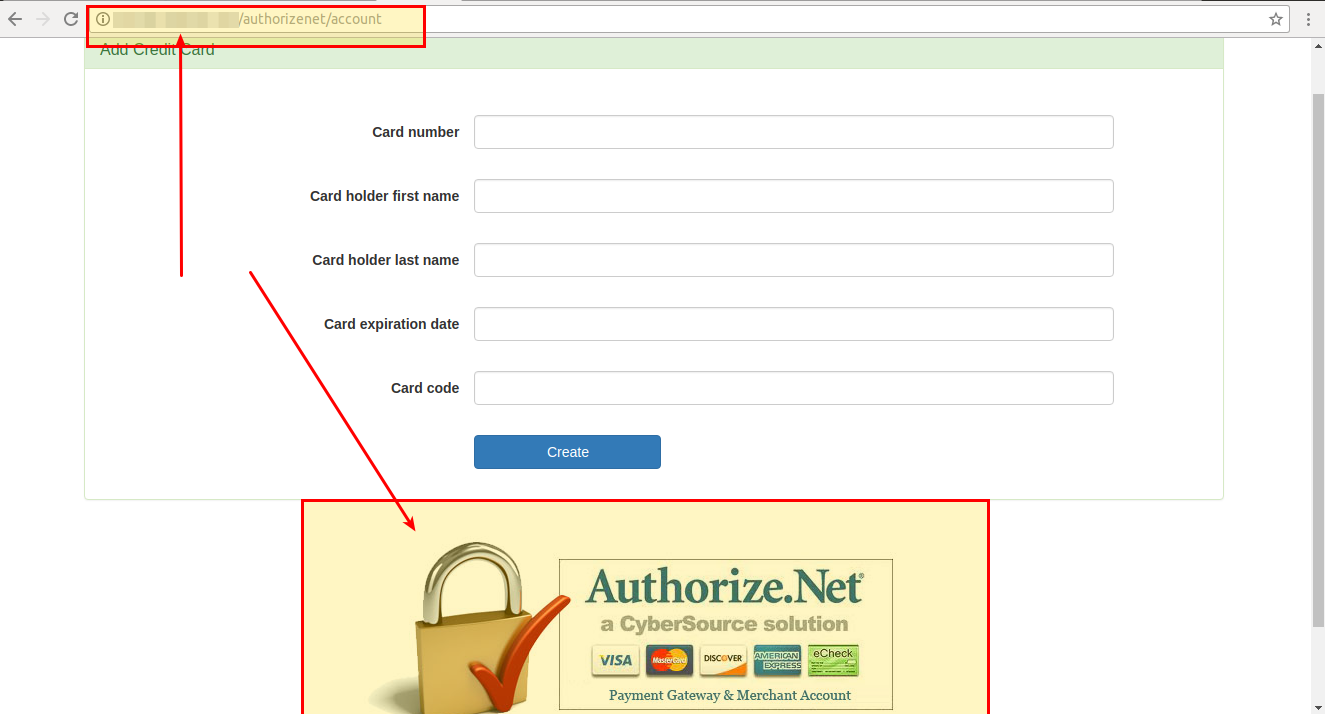 /authorizenet/account
Add Credit Card
Card number
Card holder first name
Card holder last name
Card expiration date
Card code
Create
Authorize.Net®
a CyberSource solution
VISA MasterCard DISCOVER AMERICAN EXPRESS eCheck
Payment Gateway & Merchant Account